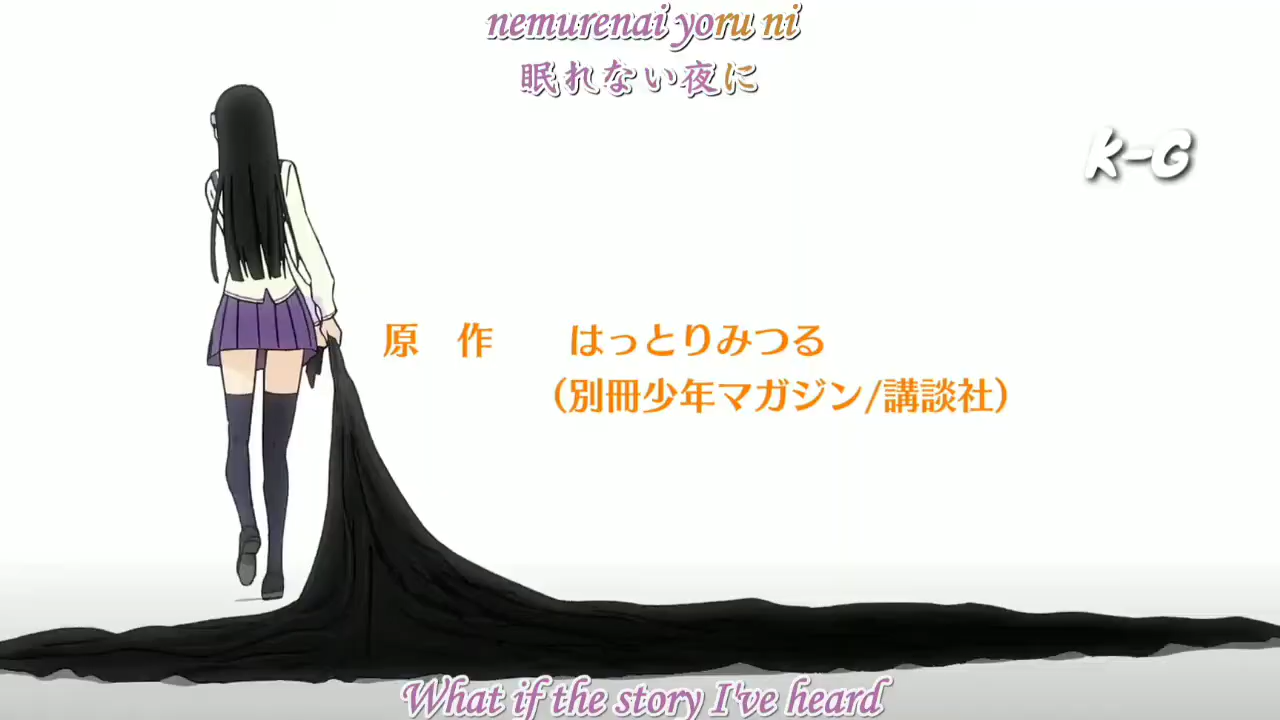 nemurenai yoru ni
眠れない夜に
K-G
原 作 はっとりみつる
（別冊少年マガジン/講談社）
What if the story I've heard